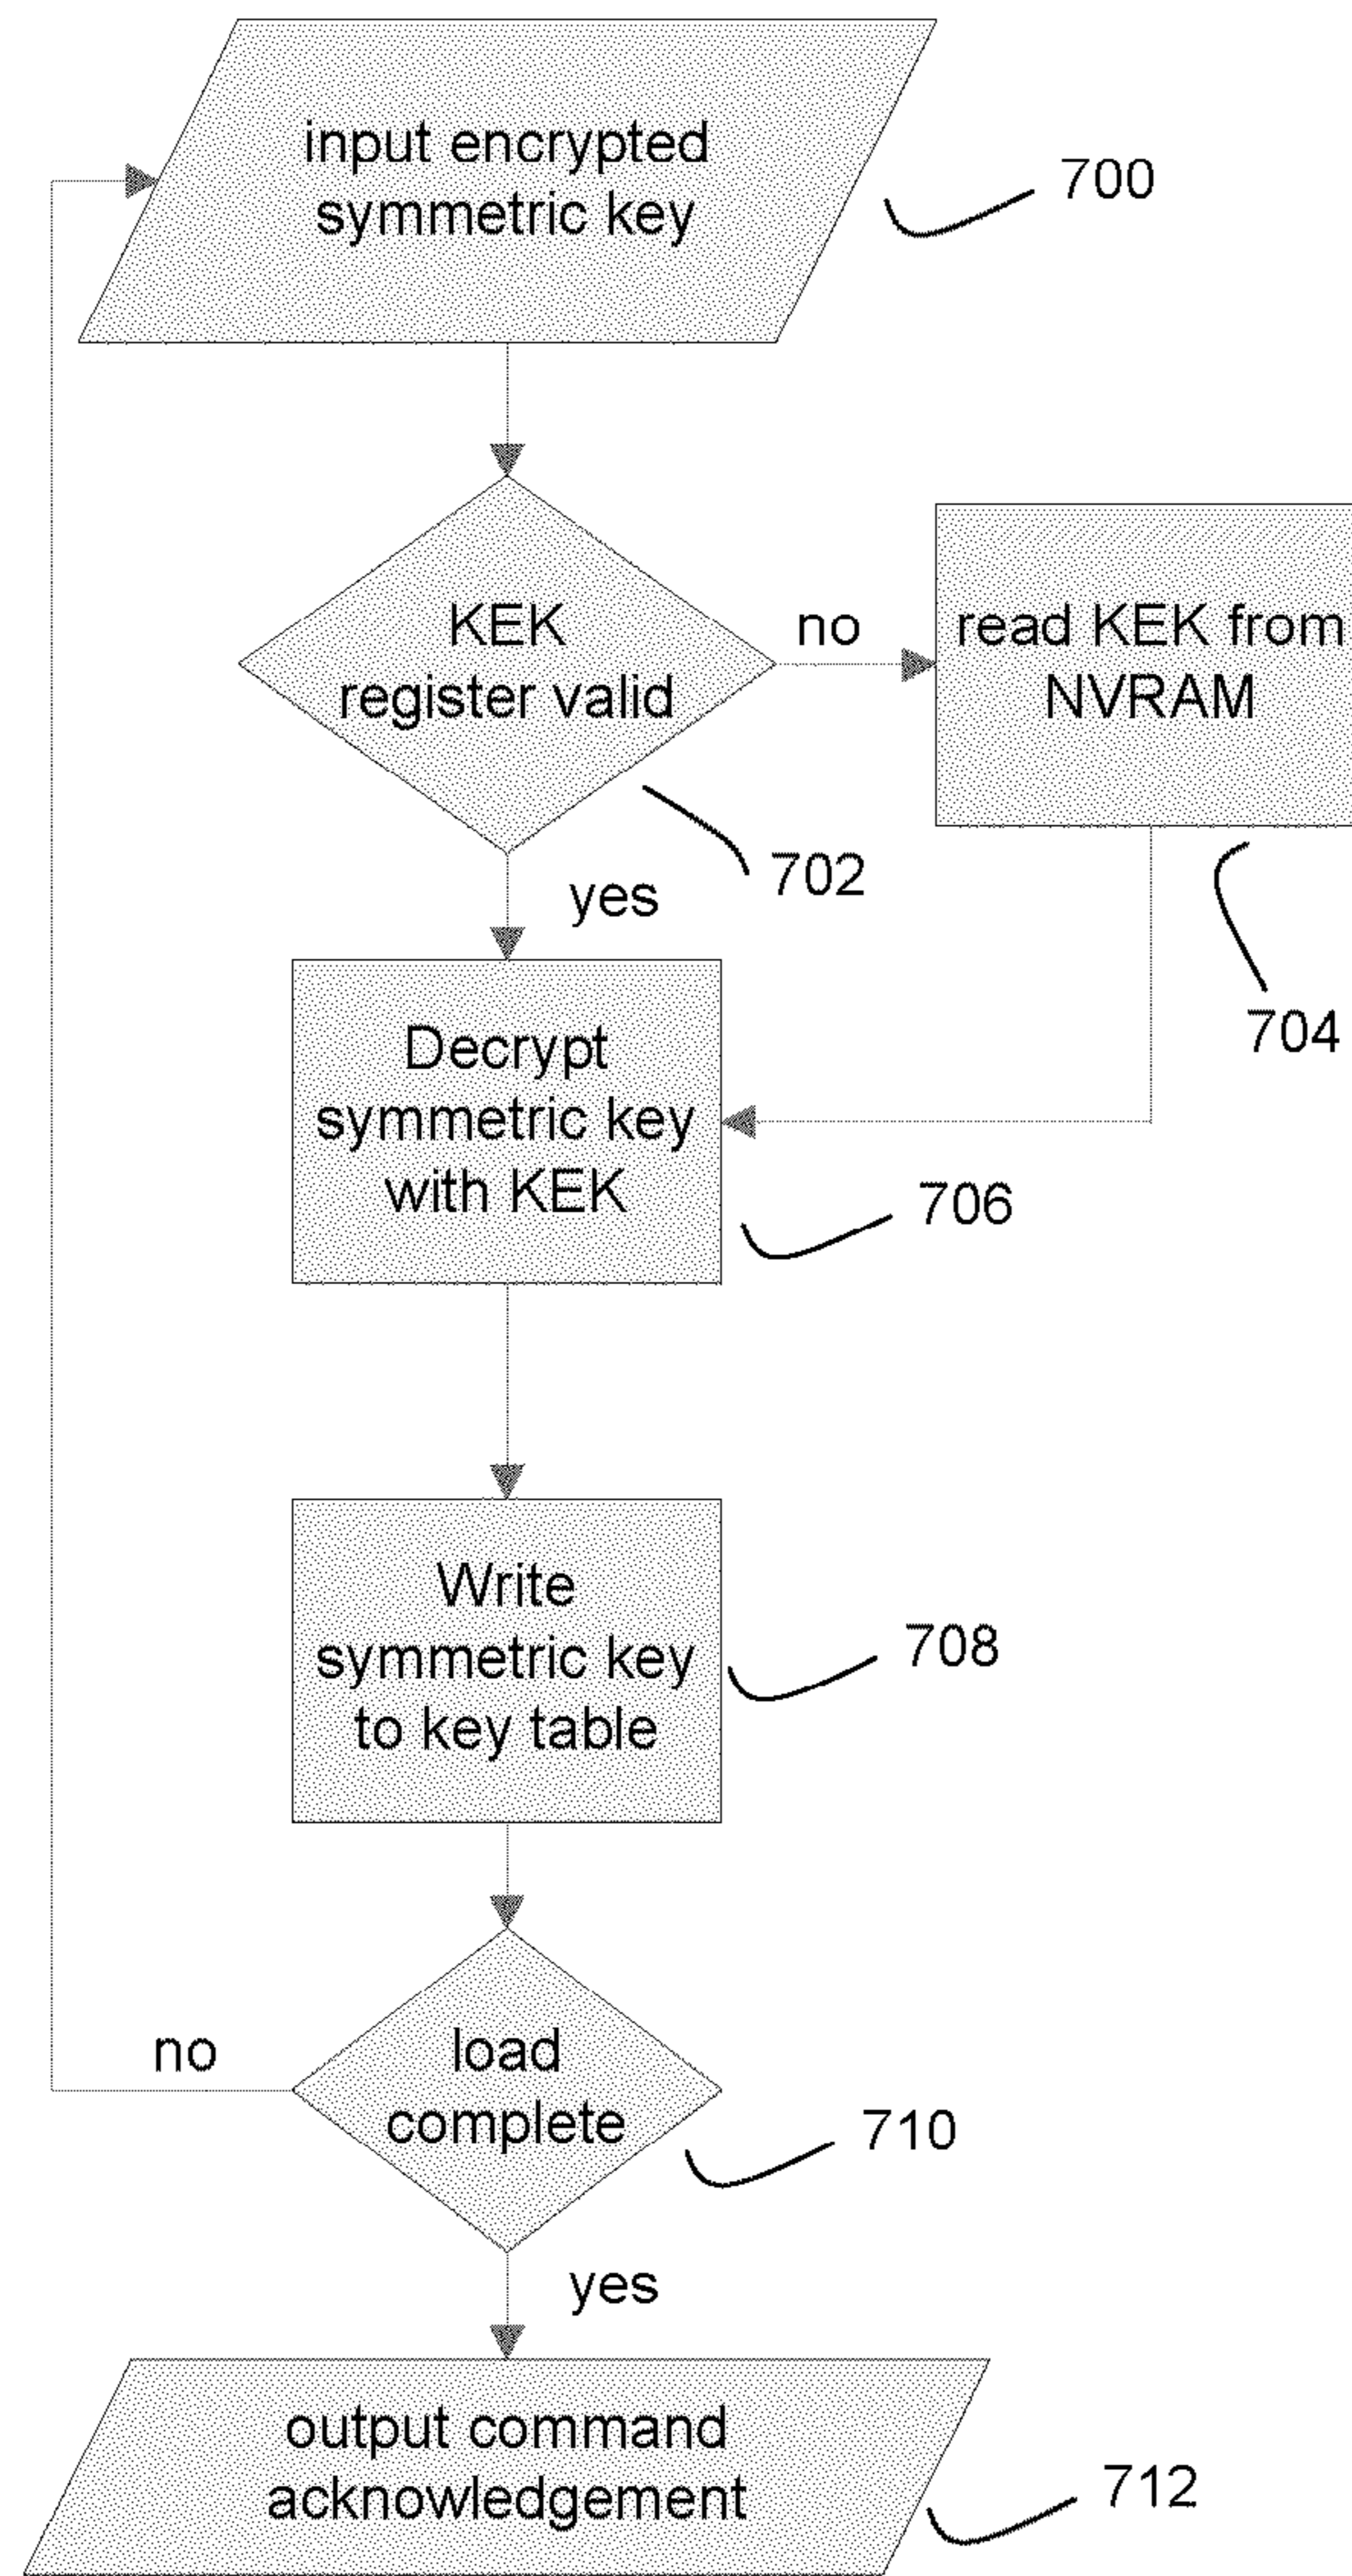 input encrypted
symmetric key
700
KEK
register valid
no
read KEK from
NVRAM
702
yes
704
Decrypt
symmetric key
with KEK
706
Write
symmetric key
to key table
708
no
load
complete
710
yes
output command
acknowledgement
712